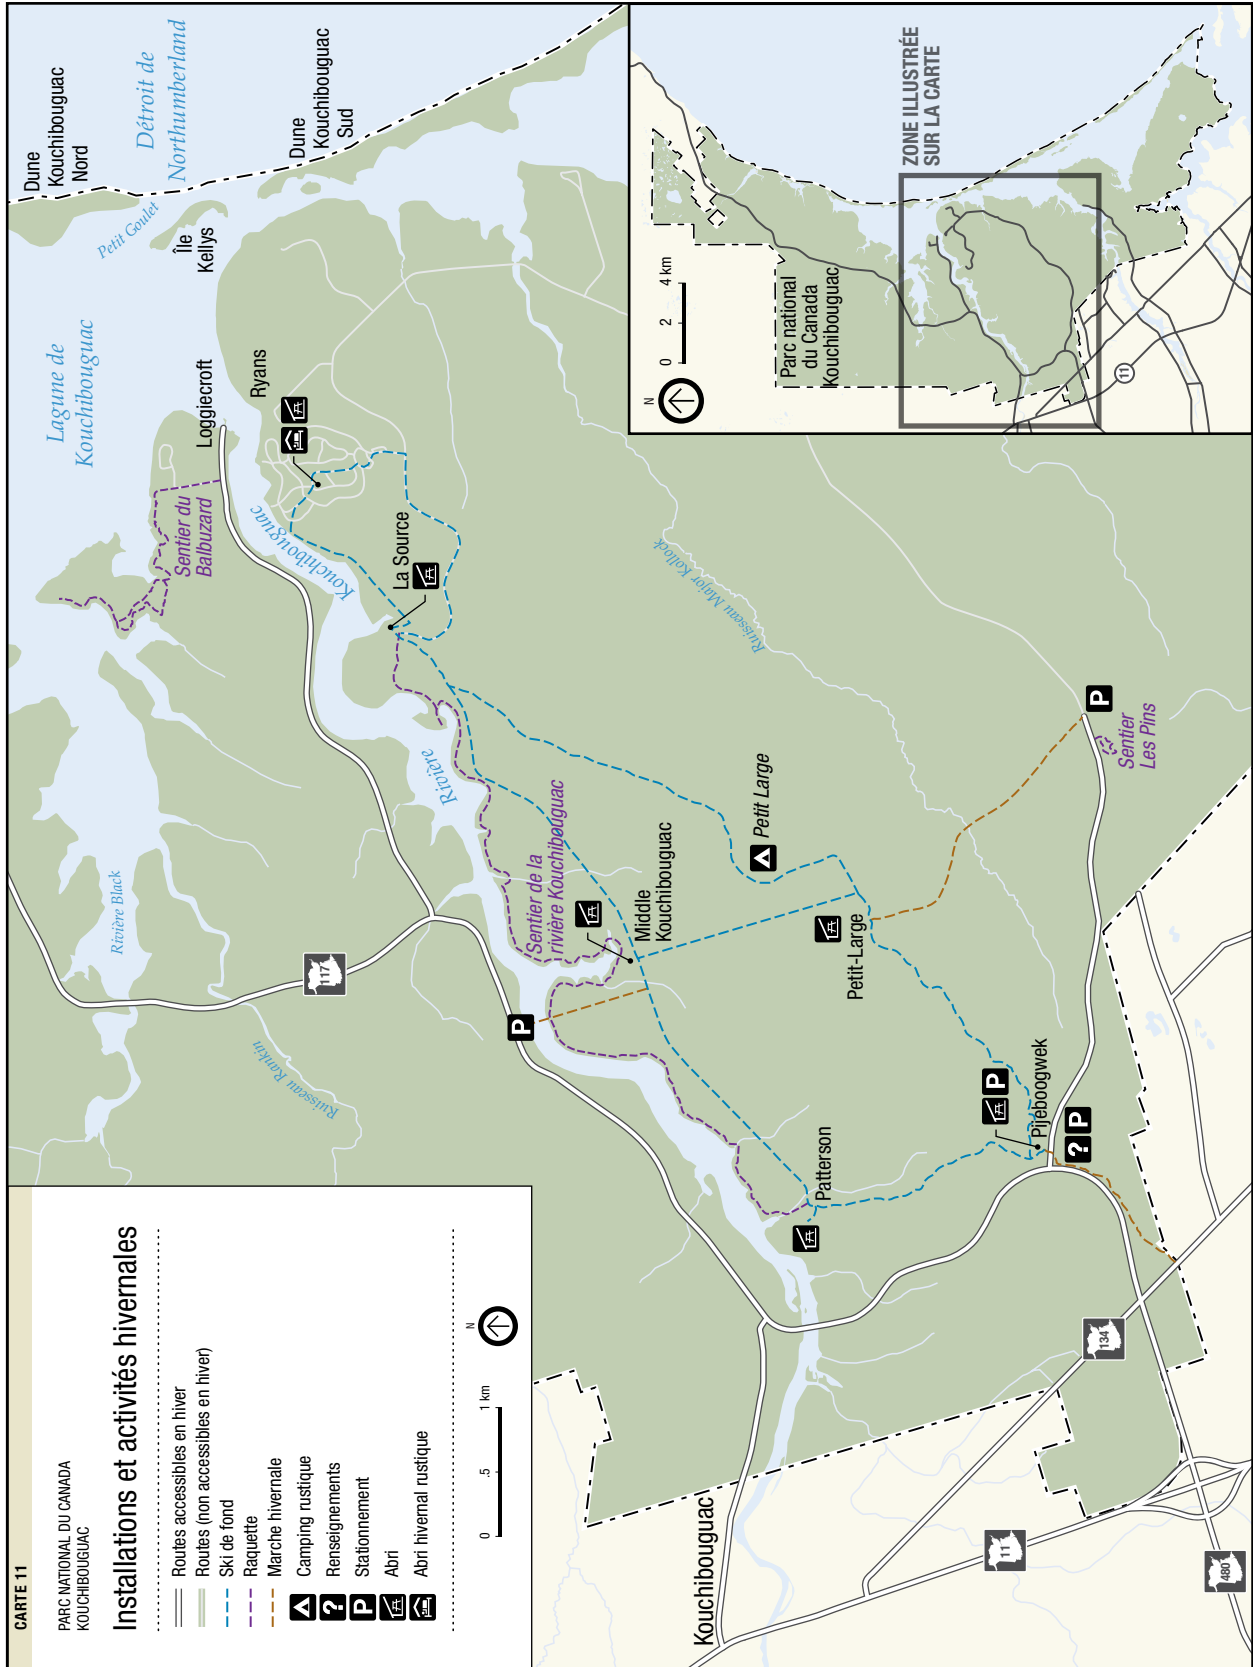 CARTE 11
PARC NATIONAL DU CANADA
KOUCHIBOUGUAC
Installations et activités hivernales
Routes accessibles en hiver
Routes (non accessibles en hiver)
Ski de fond
Raquette
Marche hivernale
Camping rustique
?
Renseignements
P
Stationnement
Abri
Abri hivernal rustique
0
.5
1 km
N
Rivière Black
Ruisseau Rankin
117
Lagune de
Kouchibouguac
Détroit de
Northumberland
Dune
Kouchibouguac
Nord
Petit Goulet
Île
Kellys
Dune
Kouchibouguac
Sud
Sentier du
Balbuzard
Loggiecroft
Ryans
Rivière
Kouchibouguac
La Source
Sentier de la
rivière Kouchibouguac
Middle
Kouchibouguac
P
Petit Large
Petit-Large
Ruisseau Major Kollock
Patterson
P
Pijeboogwek
? P
P
Sentier
Les Pins
Kouchibouguac
134
11
480
ZONE ILLUSTRÉE
SUR LA CARTE
Parc national
du Canada
Kouchibouguac
N
0
2
4 km
11